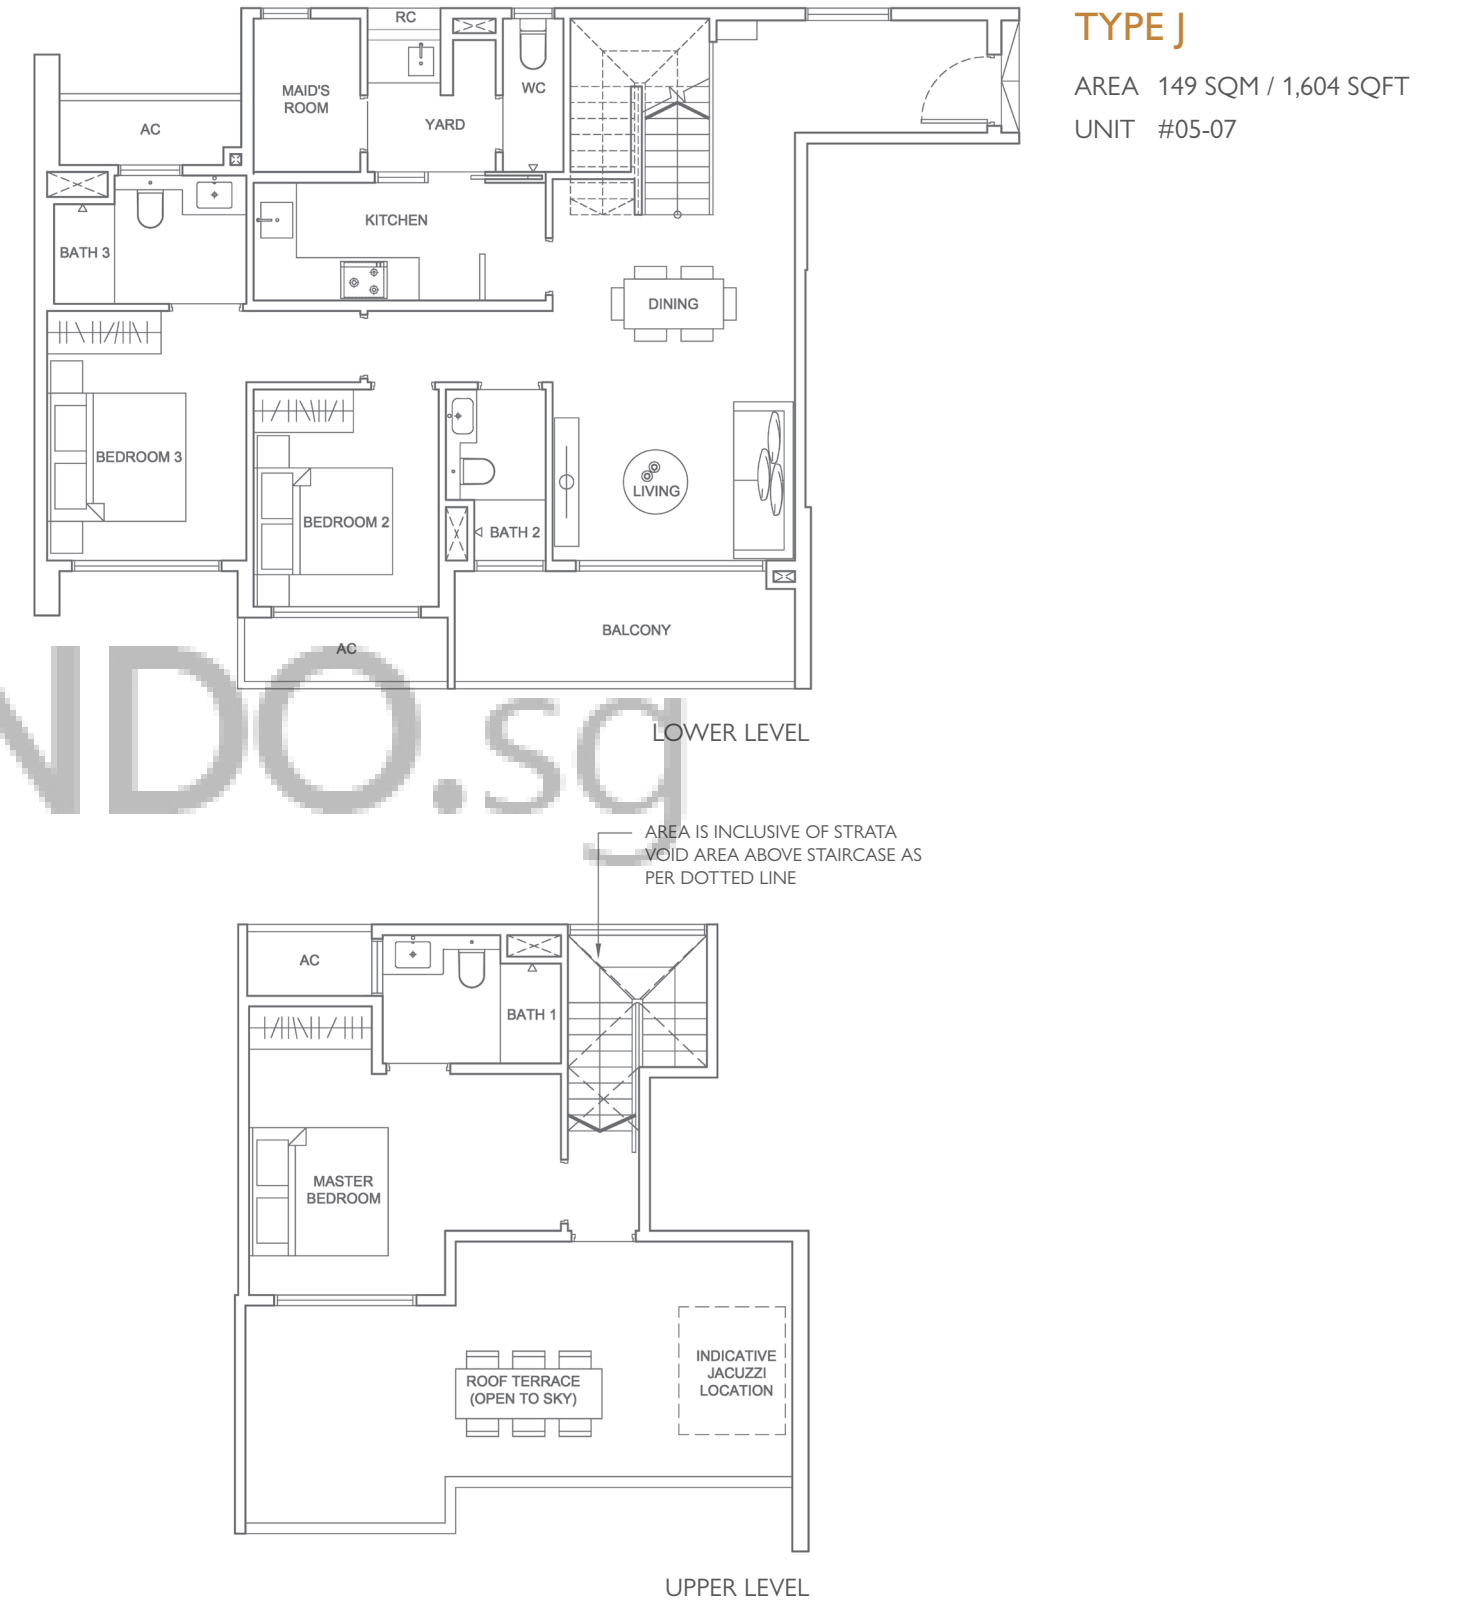 TYPE J
AREA 149 SQM / 1,604 SQFT
UNIT #05-07
RC
MAID'S
ROOM
WC
YARD
AC
KITCHEN
BATH 3
DINING
BEDROOM 3
LIVING
BEDROOM 2
BATH 2
BALCONY
AC
NDO.sg
LOWER LEVEL
AREA IS INCLUSIVE OF STRATA
VOID AREA ABOVE STAIRCASE AS
PER DOTTED LINE
AC
BATH 1
MASTER
BEDROOM
INDICATIVE
JACUZZI
LOCATION
ROOF TERRACE
(OPEN TO SKY)
UPPER LEVEL